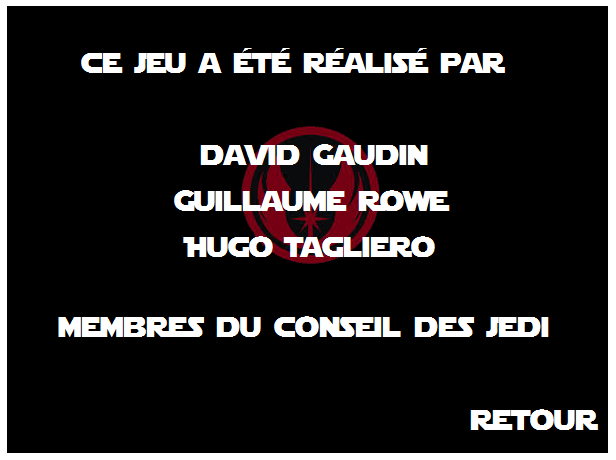 CE JEU A ÉTÉ RÉALISÉ PAR
DAVID GAUDIN
GUILLAUME ROWE
HUGO TAGLIERO
MEMBRES DU CONSEIL DES JEDI
RETOUR